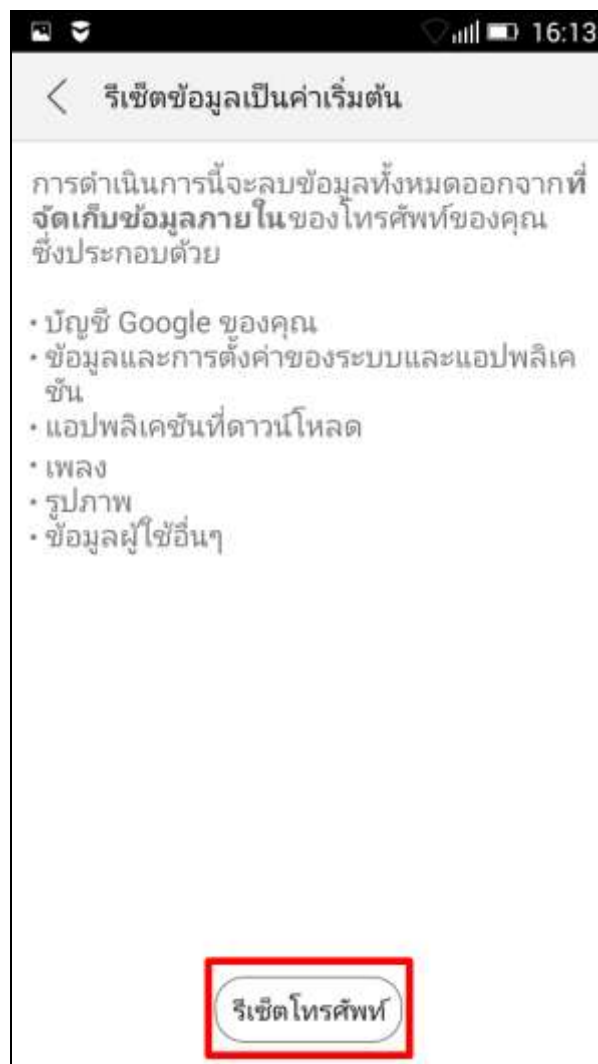 16:13
รีเซ็ตข้อมูลเป็นค่าเริ่มต้น
การดำเนินการนี้จะลบข้อมูลทั้งหมดออกจากที่
จัดเก็บข้อมูลภายในของโทรศัพท์ของคุณ
ซึ่งประกอบด้วย
• บัญชี Google ของคุณ
• ข้อมูลและการตั้งค่าของระบบและแอปพลิเค
ชัน
• แอปพลิเคชันที่ดาวน์โหลด
• เพลง
• รูปภาพ
• ข้อมูลผู้ใช้อื่นๆ
รีเซ็ตโทรศัพท์